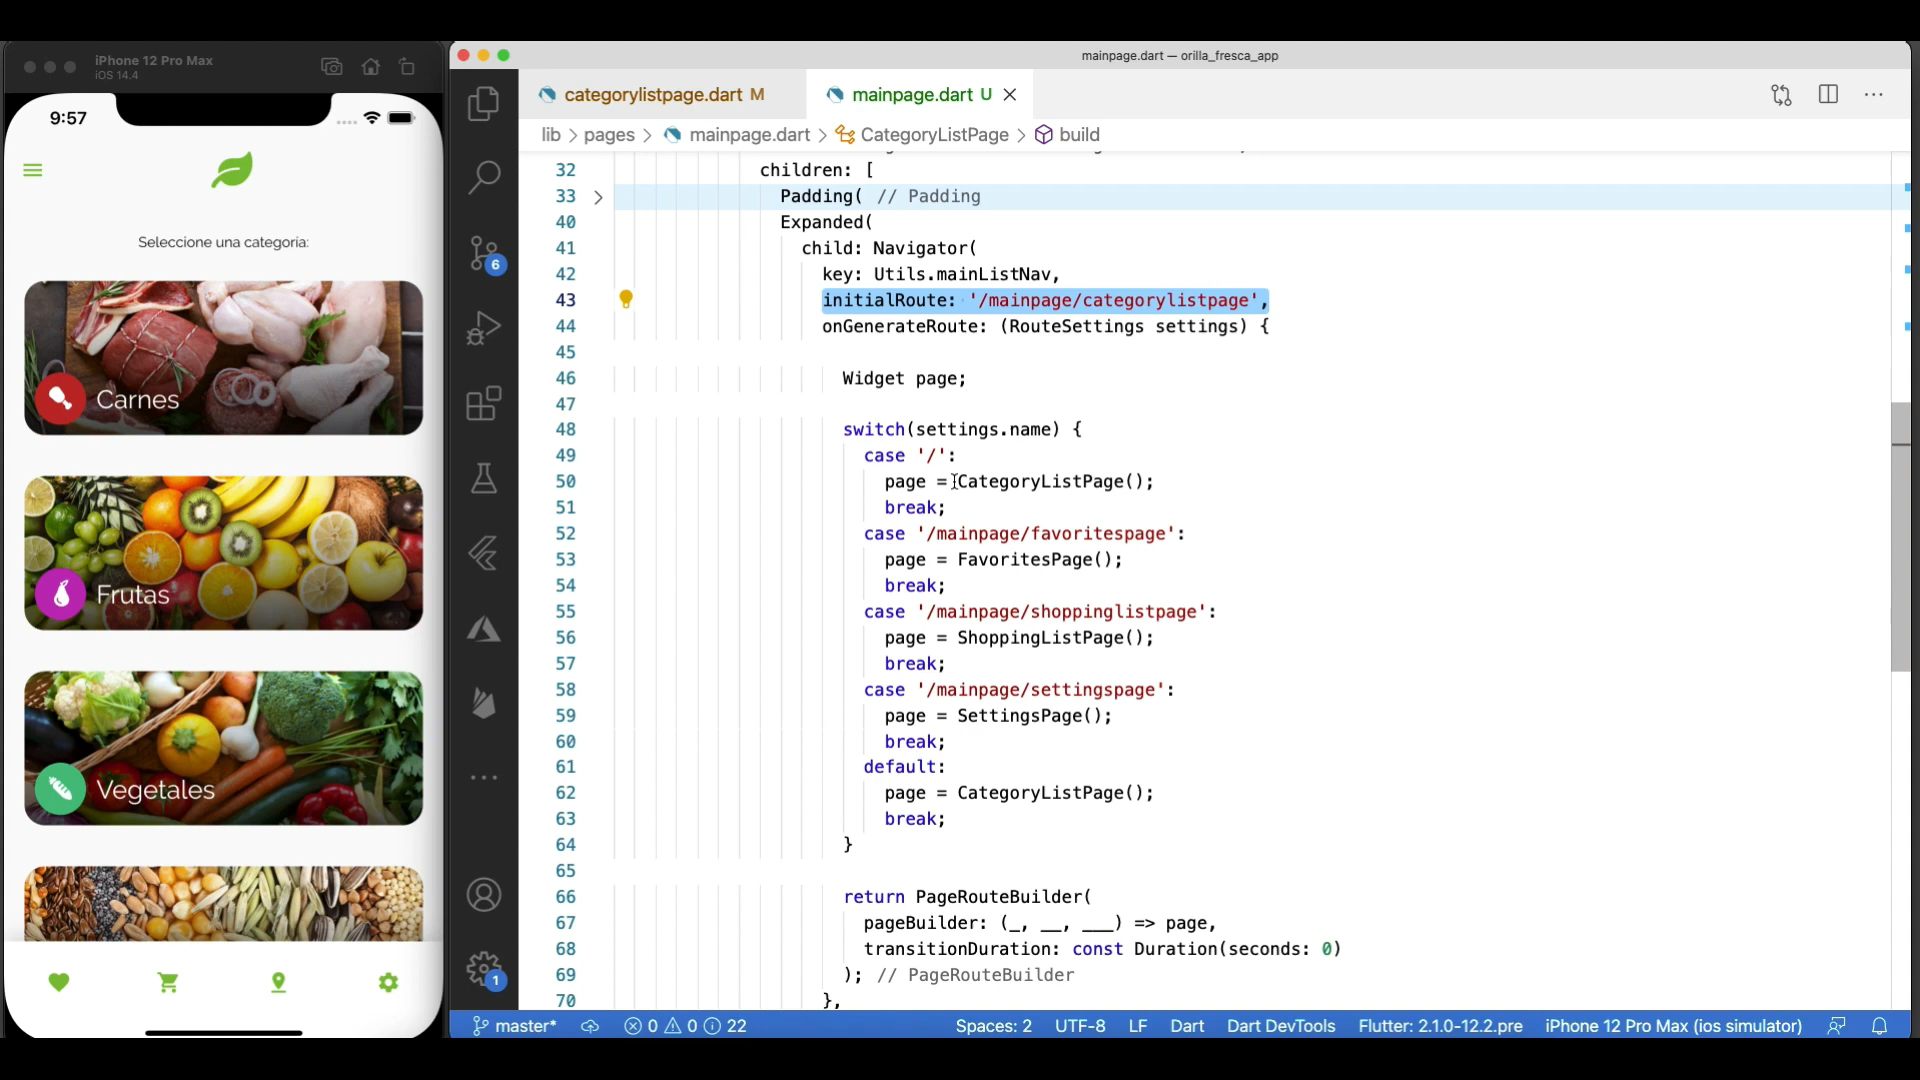 iPhone 12 Pro Max
iOS 14.4
9:57
Seleccione una categoría:
Carnes
Frutas
Vegetales
mainpage.dart — orilla_fresca_app
categorylistpage.dart M
mainpage.dart U
lib > pages > mainpage.dart > CategoryListPage > build
6
1
32 children: [
33 Padding( // Padding
40 Expanded(
41 child: Navigator(
42 key: Utils.mainListNav,
43 initialRoute: '/mainpage/categorylistpage',
44 onGenerateRoute: (RouteSettings settings) {
45
46 Widget page;
47
48 switch(settings.name) {
49 case '/':
50 page = CategoryListPage();
51 break;
52 case '/mainpage/favoritespage':
53 page = FavoritesPage();
54 break;
55 case '/mainpage/shoppinglistpage':
56 page = ShoppingListPage();
57 break;
58 case '/mainpage/settingspage':
59 page = SettingsPage();
60 break;
61 default:
62 page = CategoryListPage();
63 break;
64 }
65
66 return PageRouteBuilder(
67 pageBuilder: (_, __, ___) => page,
68 transitionDuration: const Duration(seconds: 0)
69 ); // PageRouteBuilder
70 },
master* 0 0 22 Spaces: 2 UTF-8 LF Dart Dart DevTools Flutter: 2.1.0-12.2.pre iPhone 12 Pro Max (ios simulator)